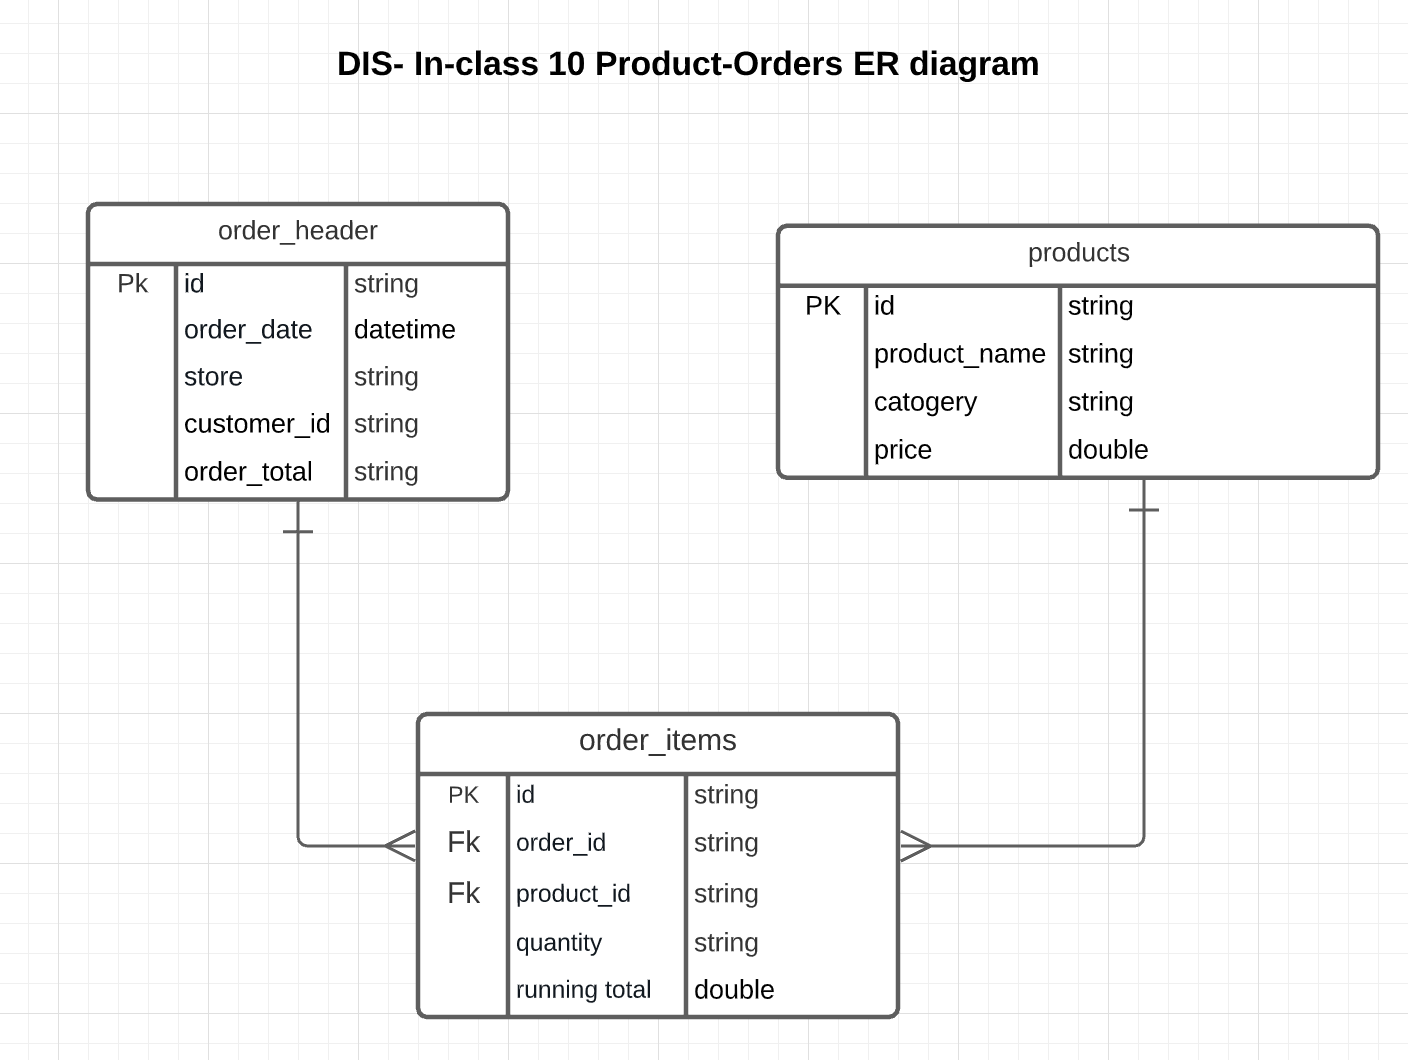 DIS- In-class 10 Product-Orders ER diagram
order_header
Pk id string
order_date datetime
store string
customer_id string
order_total string
products
PK id string
product_name string
catogery string
price double
order_items
PK id string
Fk order_id string
Fk product_id string
quantity string
running total double